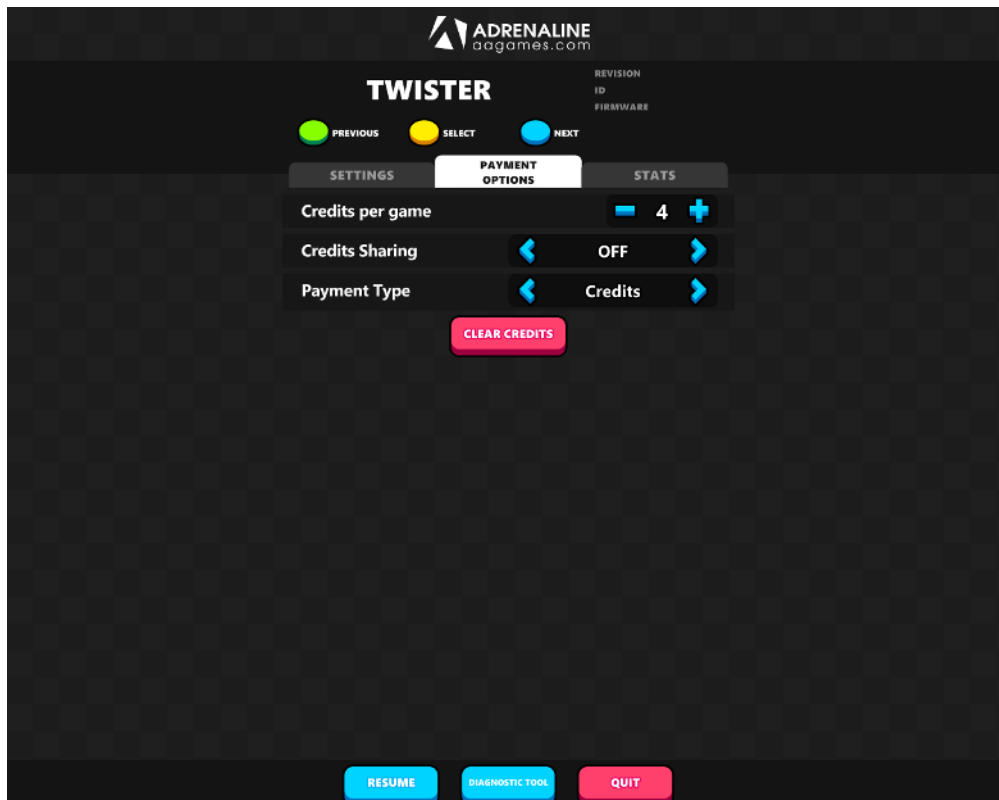 ADRENALINE
aagames.com
TWISTER
REVISION
ID
FIRMWARE
PREVIOUS
SELECT
NEXT
SETTINGS
PAYMENT
OPTIONS
STATS
Credits per game
4
Credits Sharing
OFF
Payment Type
Credits
CLEAR CREDITS
RESUME
DIAGNOSTIC TOOL
QUIT